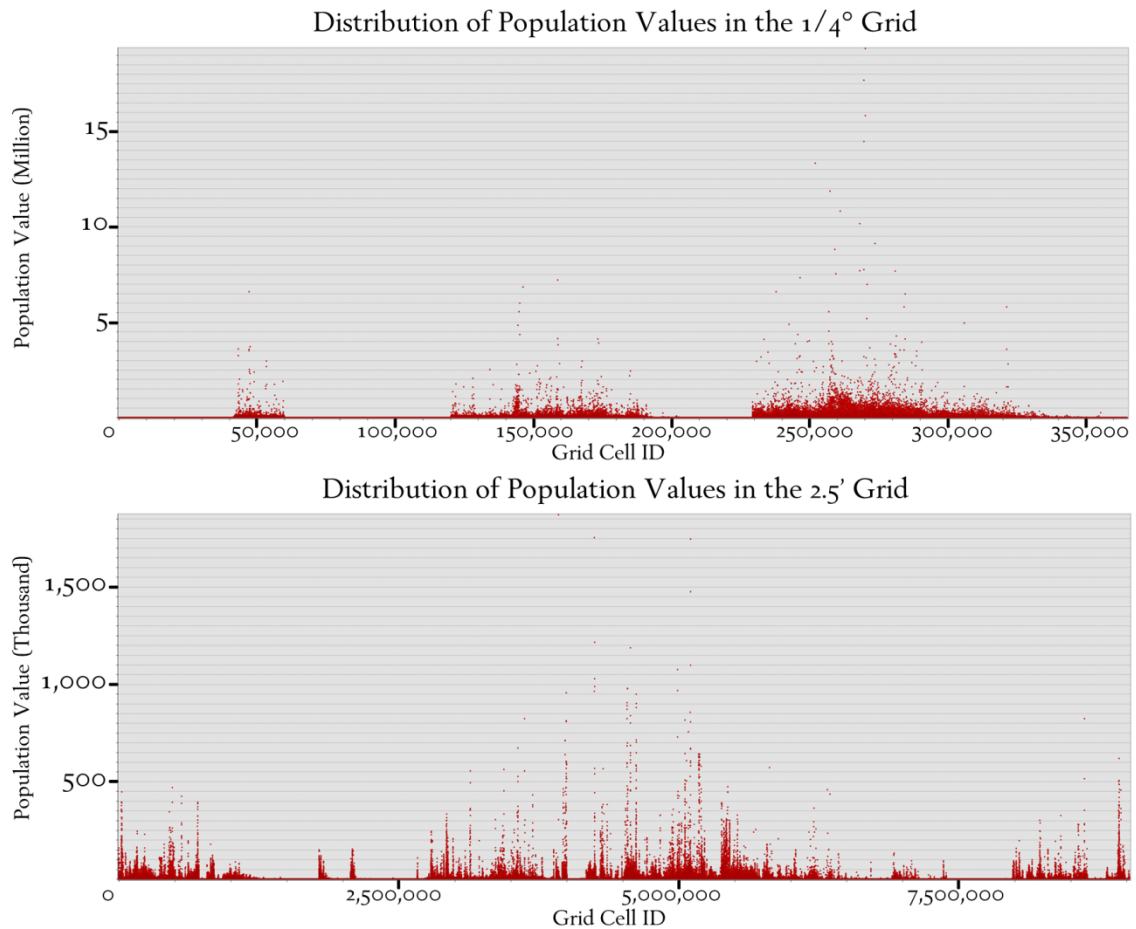 Distribution of Population Values in the 1/4° Grid
Population Value (Million)
15
10
5
0 50,000 100,000 150,000 200,000 250,000 300,000 350,000
Grid Cell ID
Distribution of Population Values in the 2.5' Grid
Population Value (Thousand)
1,500
1,000
500
0 2,500,000 5,000,000 7,500,000
Grid Cell ID